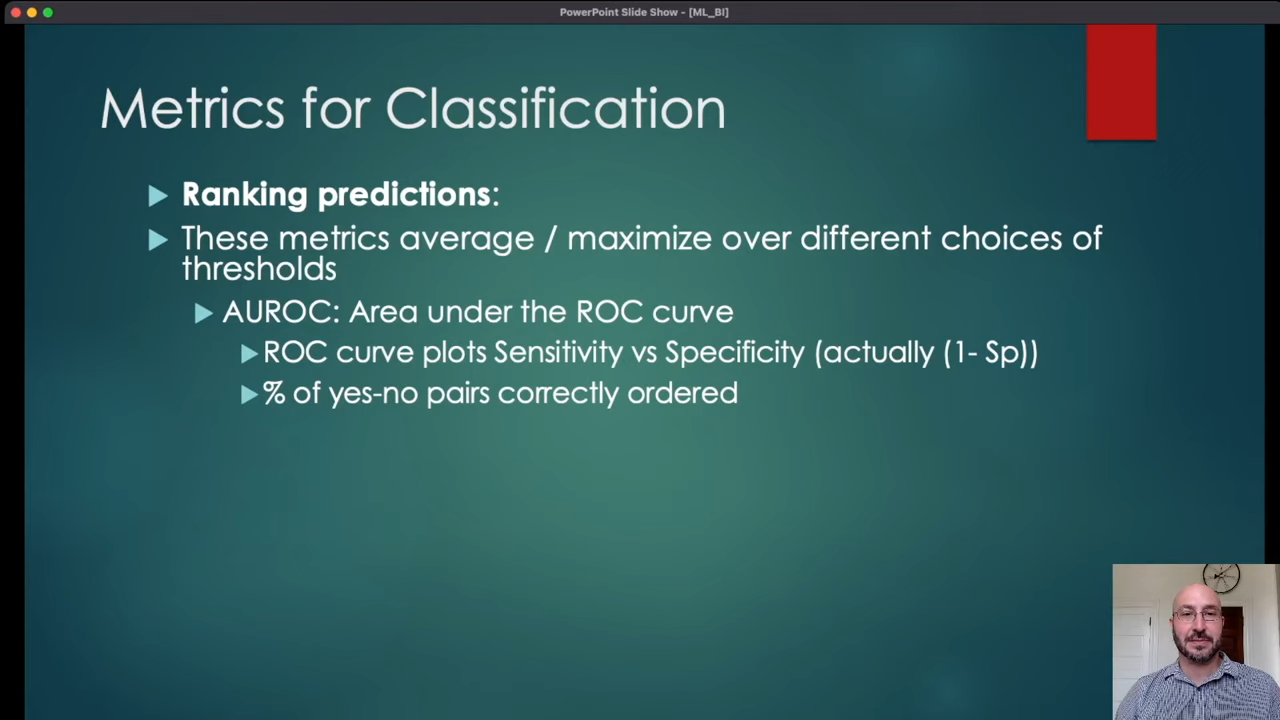 PowerPoint Slide Show - [ML_BI]
Metrics for Classification
Ranking predictions:
These metrics average / maximize over different choices of
thresholds
AUROC: Area under the ROC curve
ROC curve plots Sensitivity vs Specificity (actually (1- Sp))
% of yes-no pairs correctly ordered